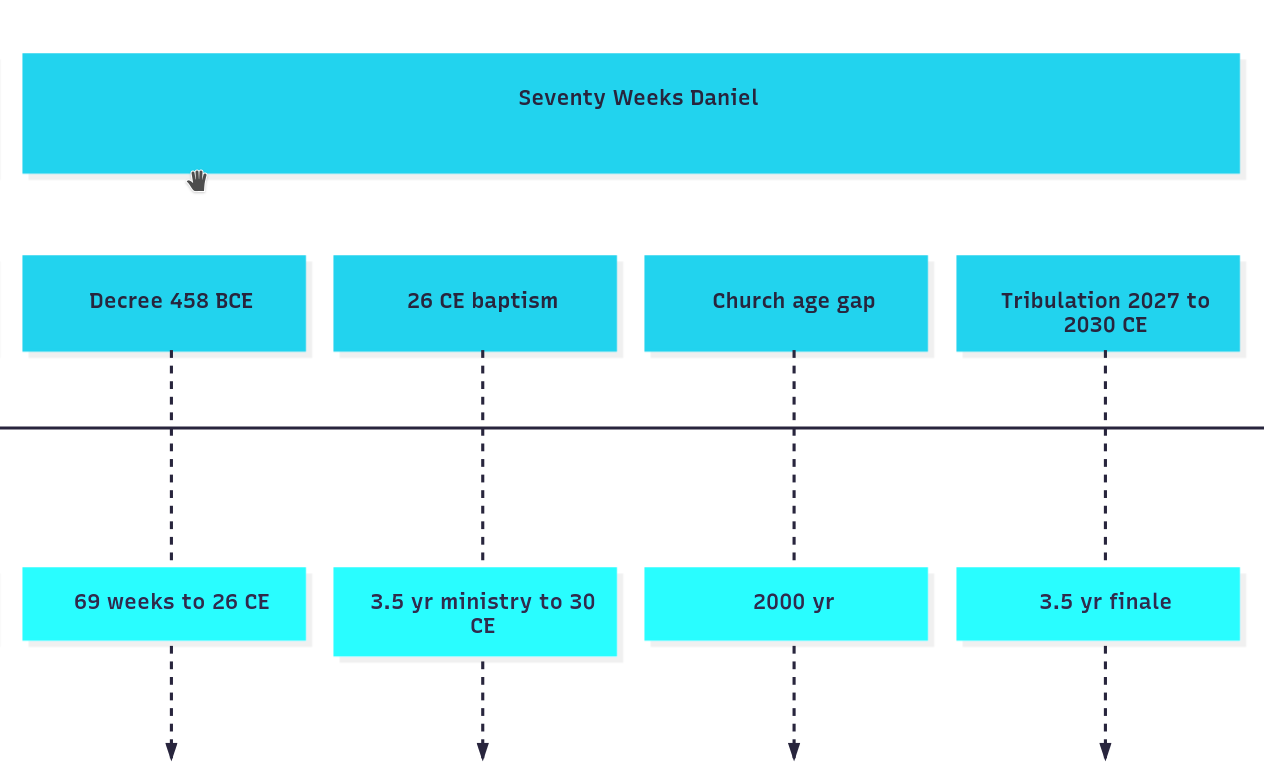 Seventy Weeks Daniel
Decree 458 BCE
26 CE baptism
Church age gap
Tribulation 2027 to
2030 CE
69 weeks to 26 CE
3.5 yr ministry to 30
CE
2000 yr
3.5 yr finale